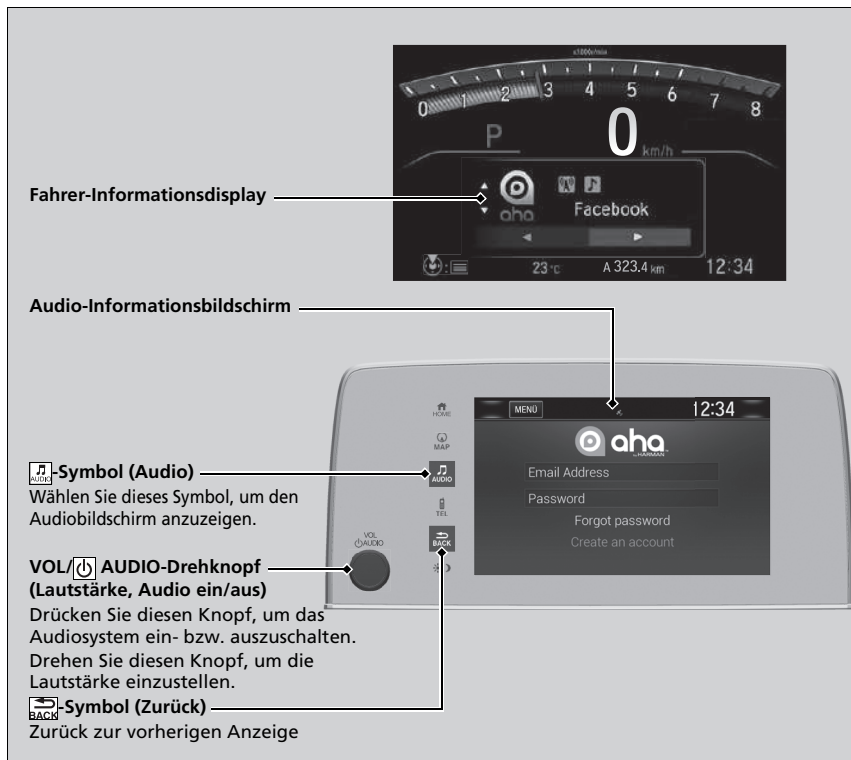 x1000r/min
0 1 2 3 4 5 6 7 8
P 0 km/h
Fahrer-Informationsdisplay
aha Facebook
23 °C A 323.4 km 12:34
Audio-Informationsbildschirm
HOME
MENÜ 12:34
MAP
aha
by HARMAN
AUDIO-Symbol (Audio)
AUDIO
Email Address
Wählen Sie dieses Symbol, um den
Audiobildschirm anzuzeigen.
Password
TEL
Forgot password
VOL
AUDIO
BACK
Create an account
VOL/ AUDIO-Drehknopf
(Lautstärke, Audio ein/aus)
Drücken Sie diesen Knopf, um das
Audiosystem ein- bzw. auszuschalten.
Drehen Sie diesen Knopf, um die
Lautstärke einzustellen.
BACK-Symbol (Zurück)
Zurück zur vorherigen Anzeige